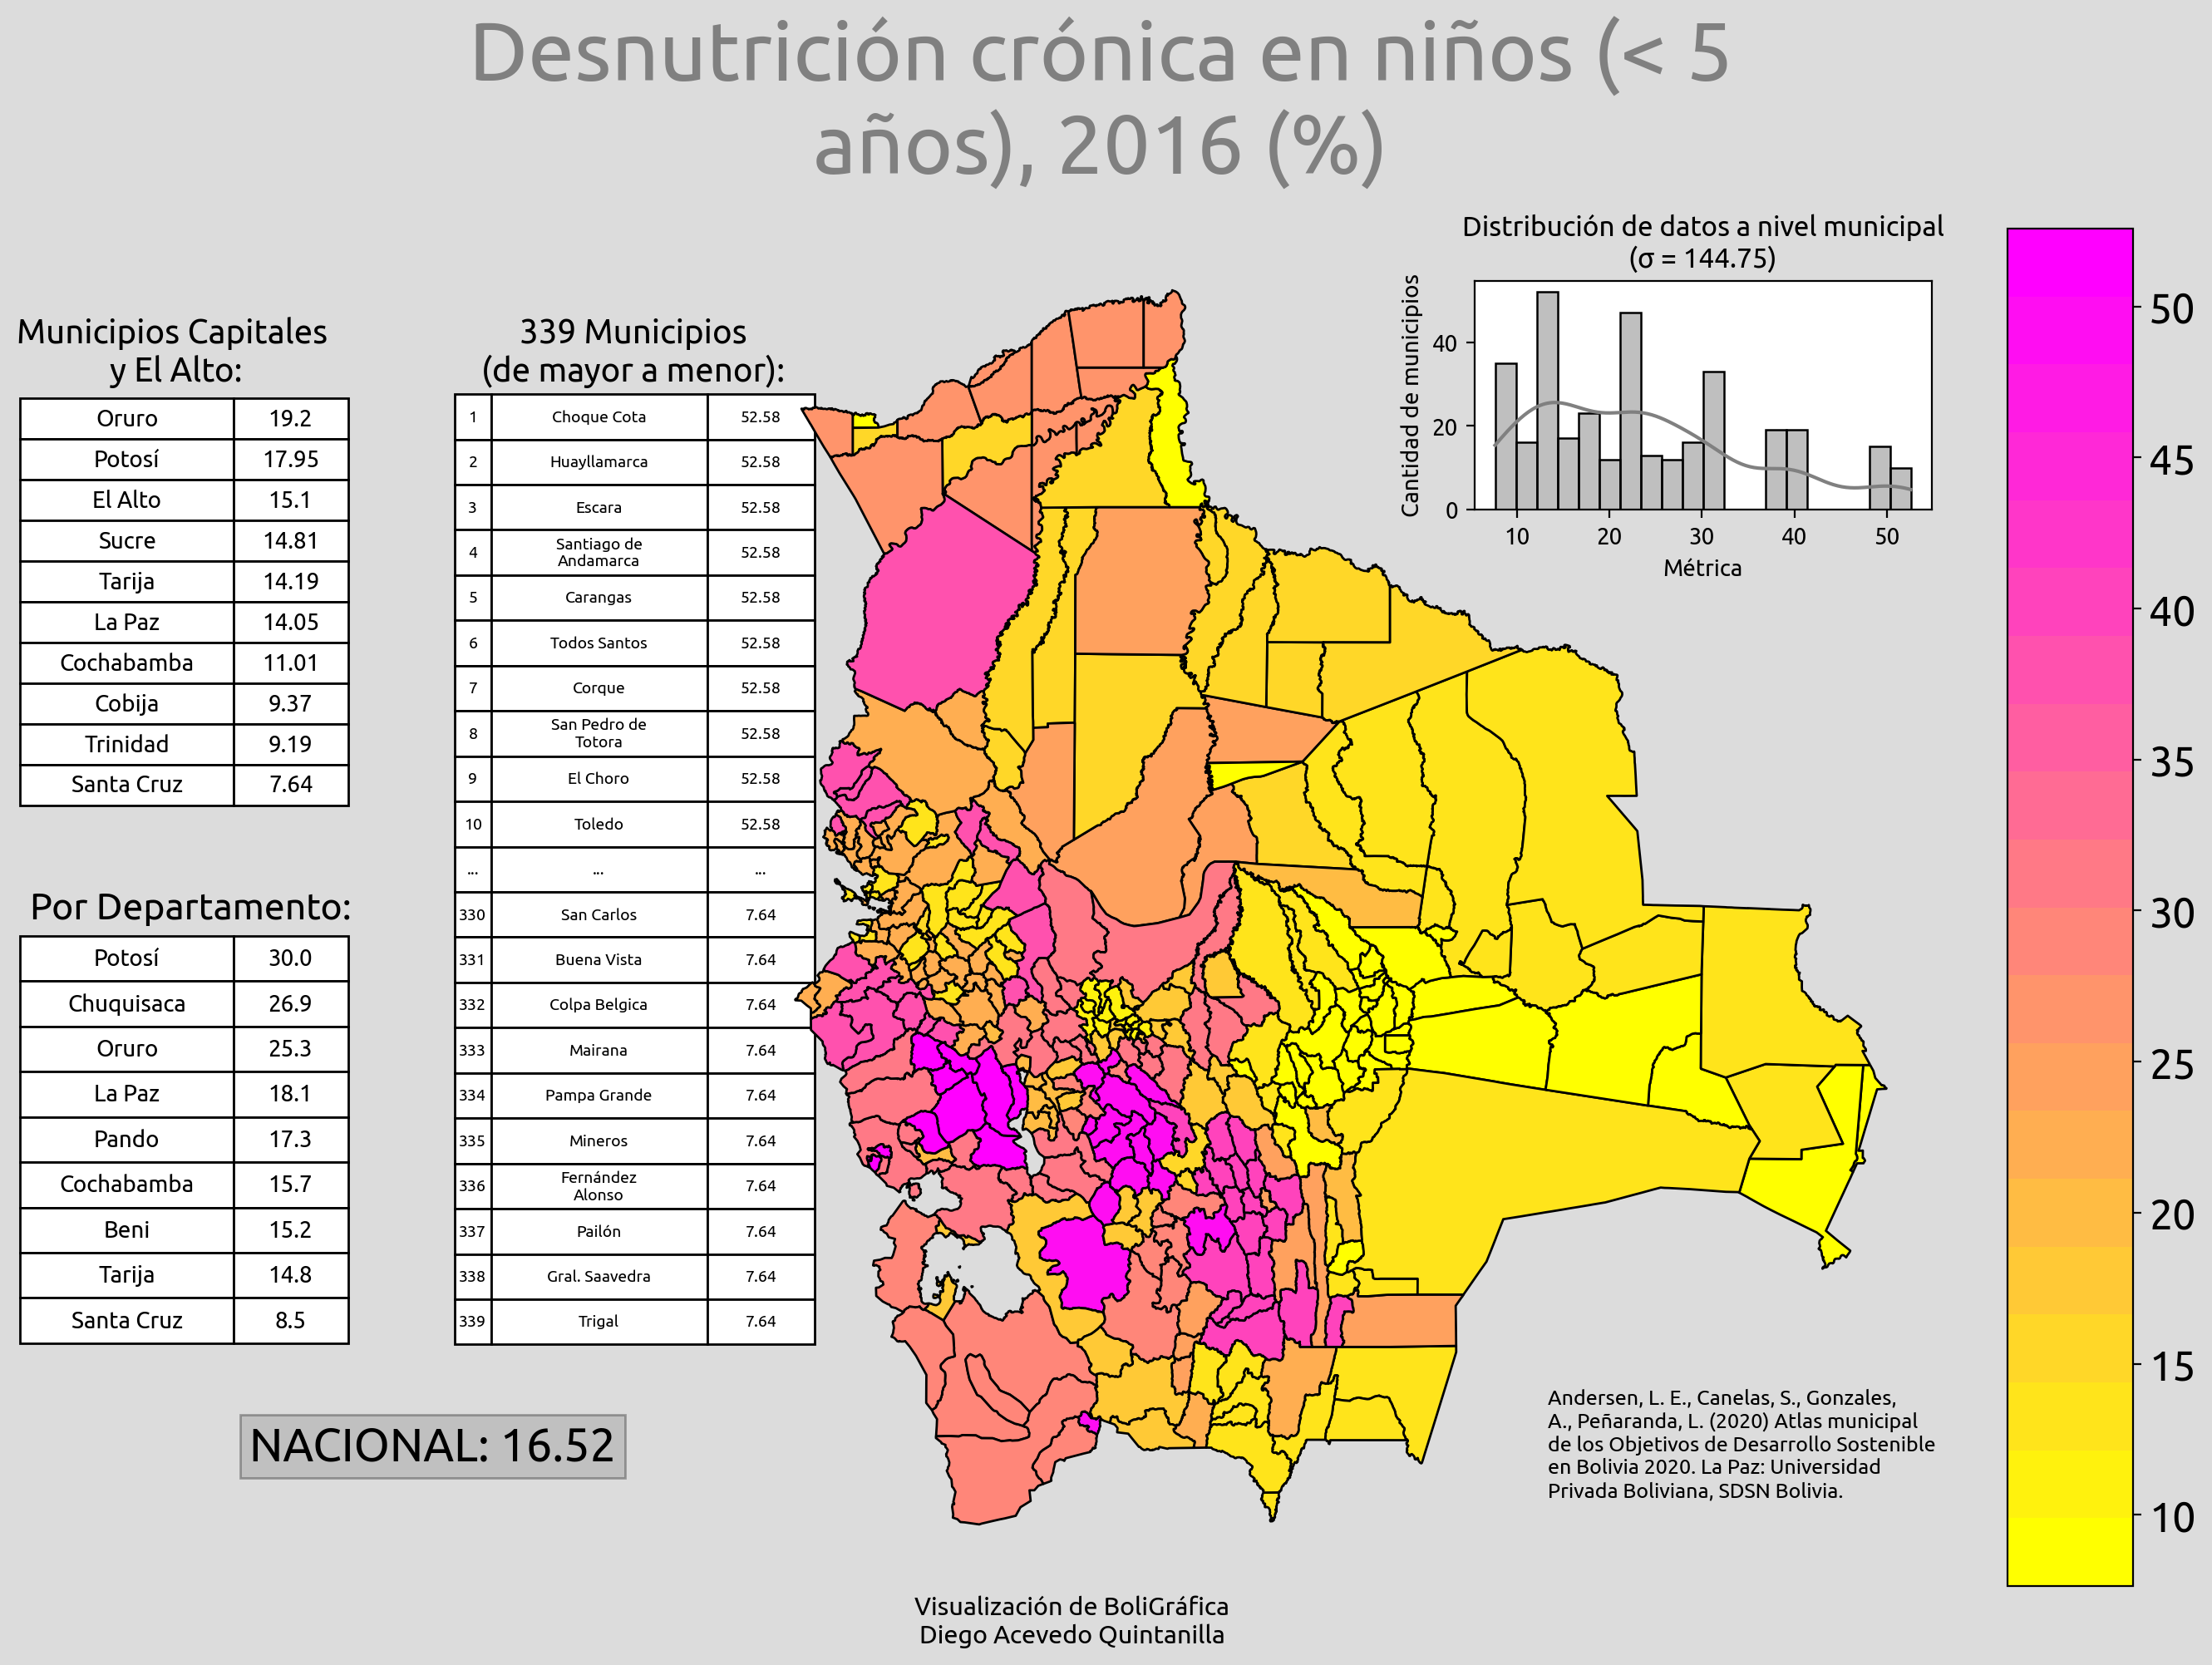 Desnutrición crónica en niños (< 5
años), 2016 (%)
Municipios Capitales
y El Alto:
Oruro 19.2
Potosí 17.95
El Alto 15.1
Sucre 14.81
Tarija 14.19
La Paz 14.05
Cochabamba 11.01
Cobija 9.37
Trinidad 9.19
Santa Cruz 7.64
Por Departamento:
Potosí 30.0
Chuquisaca 26.9
Oruro 25.3
La Paz 18.1
Pando 17.3
Cochabamba 15.7
Beni 15.2
Tarija 14.8
Santa Cruz 8.5
NACIONAL: 16.52
339 Municipios
(de mayor a menor):
1 Choque Cota 52.58
2 Huayllamarca 52.58
3 Escara 52.58
4 Santiago de
Andamarca 52.58
5 Carangas 52.58
6 Todos Santos 52.58
7 Corque 52.58
8 San Pedro de
Totora 52.58
9 El Choro 52.58
10 Toledo 52.58
... ... ...
330 San Carlos 7.64
331 Buena Vista 7.64
332 Colpa Belgica 7.64
333 Mairana 7.64
334 Pampa Grande 7.64
335 Mineros 7.64
336 Fernández
Alonso 7.64
337 Pailón 7.64
338 Gral. Saavedra 7.64
339 Trigal 7.64
Distribución de datos a nivel municipal
(σ = 144.75)
Cantidad de municipios
40
20
0
10 20 30 40 50
Métrica
50
45
40
35
30
25
20
15
10
Andersen, L. E., Canelas, S., Gonzales,
A., Peñaranda, L. (2020) Atlas municipal
de los Objetivos de Desarrollo Sostenible
en Bolivia 2020. La Paz: Universidad
Privada Boliviana, SDSN Bolivia.
Visualización de BoliGráfica
Diego Acevedo Quintanilla